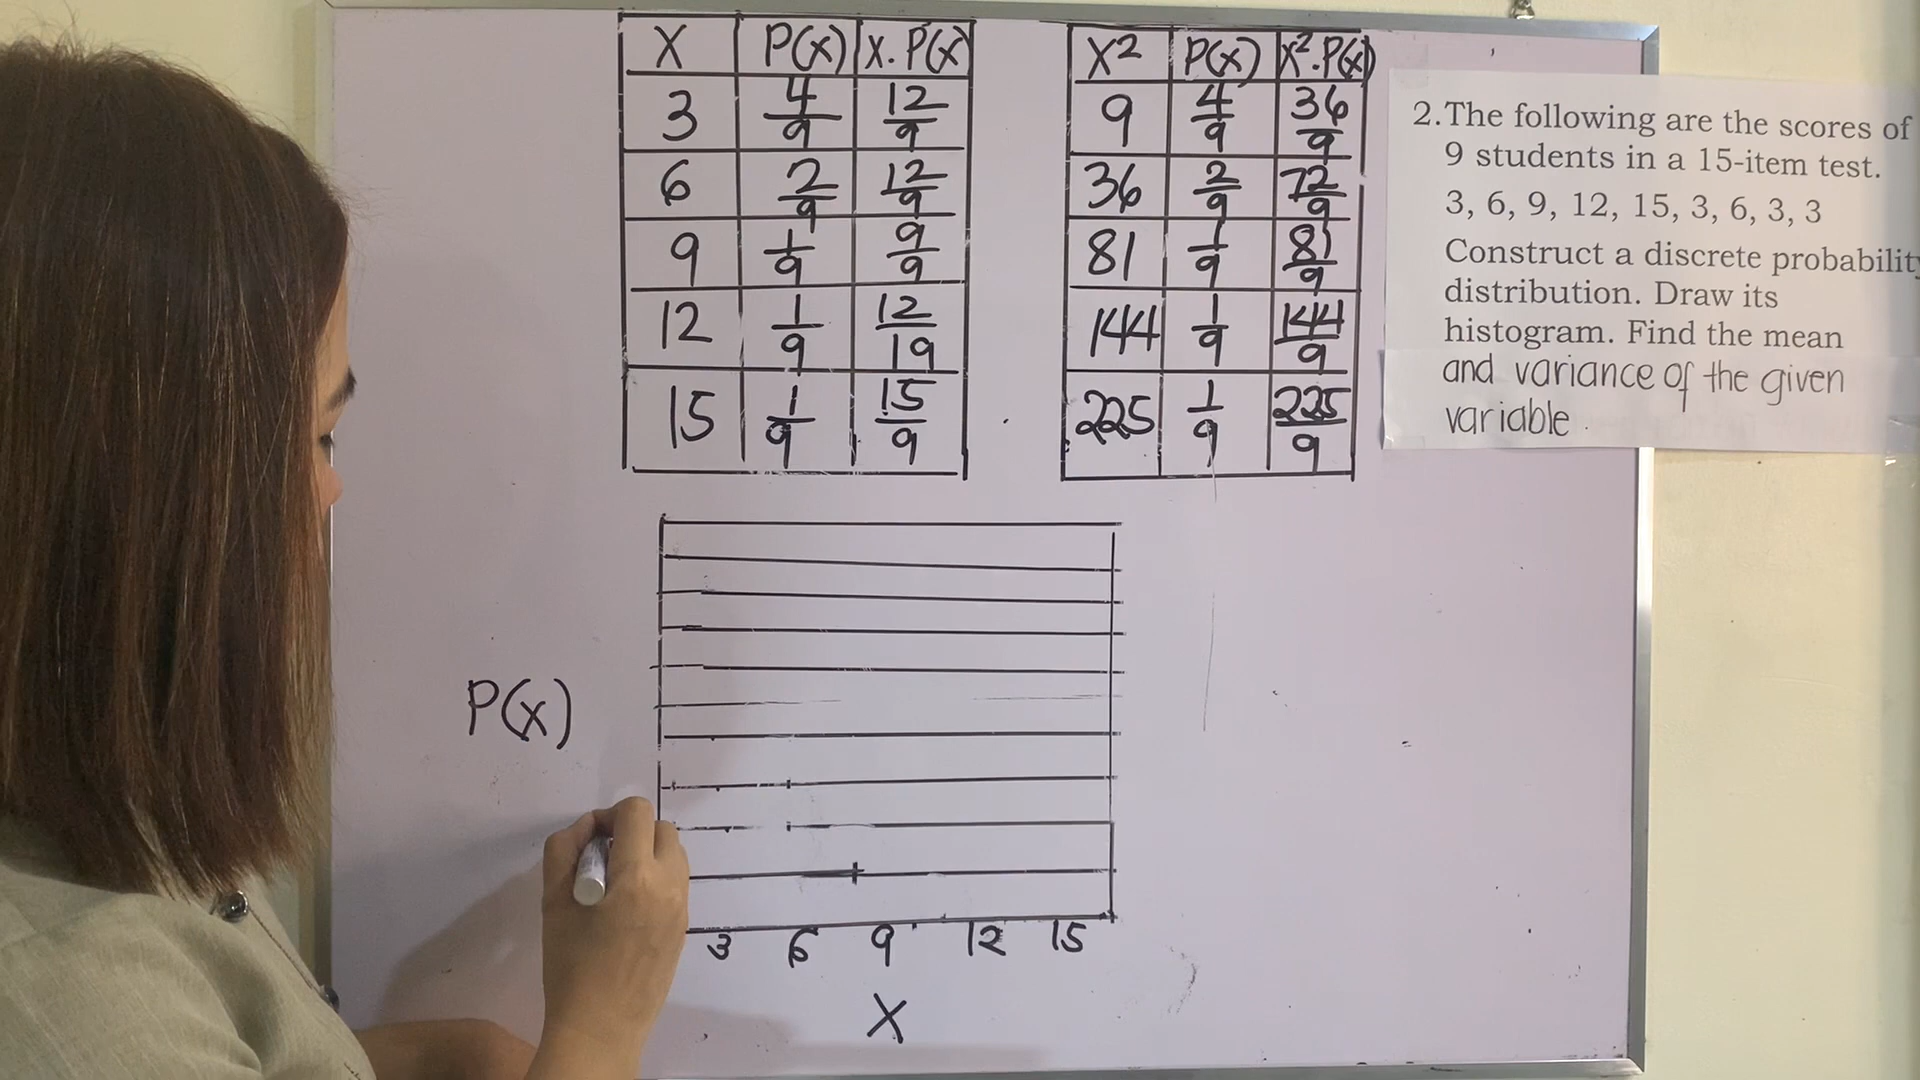 X P(x) X.P(x)
3 4/9 12/9
6 2/9 12/9
9 1/9 9/9
12 1/9 12/19
15 1/9 15/9
X² P(x) X².P(x)
9 4/9 36/9
36 2/9 72/9
81 1/9 81/9
144 1/9 144/9
225 1/9 225/9
2.The following are the scores of
9 students in a 15-item test.
3, 6, 9, 12, 15, 3, 6, 3, 3
Construct a discrete probability
distribution. Draw its
histogram. Find the mean
and variance of the given
variable.
P(x)
3 6 9 12 15
X